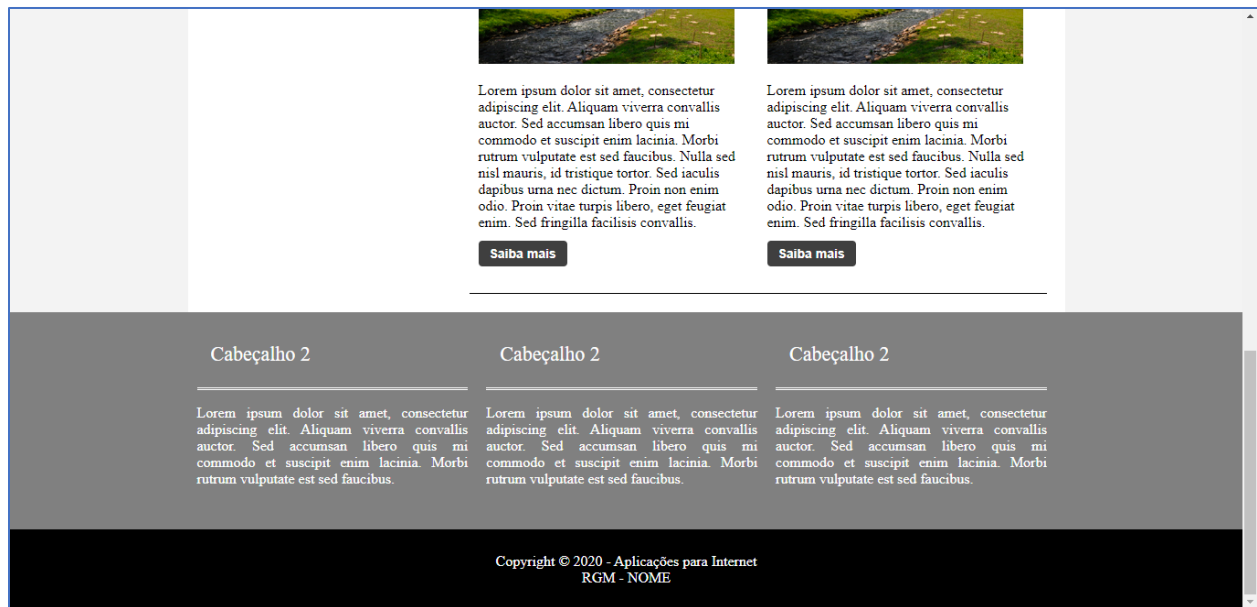 Lorem ipsum dolor sit amet, consectetur
adipiscing elit. Aliquam viverra convallis
auctor. Sed accumsan libero quis mi
commodo et suscipit enim lacinia. Morbi
rutrum vulputate est sed faucibus. Nulla sed
nisl mauris, id tristique tortor. Sed iaculis
dapibus urna nec dictum. Proin non enim
odio. Proin vitae turpis libero, eget feugiat
enim. Sed fringilla facilisis convallis.
Saiba mais
Lorem ipsum dolor sit amet, consectetur
adipiscing elit. Aliquam viverra convallis
auctor. Sed accumsan libero quis mi
commodo et suscipit enim lacinia. Morbi
rutrum vulputate est sed faucibus. Nulla sed
nisl mauris, id tristique tortor. Sed iaculis
dapibus urna nec dictum. Proin non enim
odio. Proin vitae turpis libero, eget feugiat
enim. Sed fringilla facilisis convallis.
Saiba mais
Cabeçalho 2
Lorem ipsum dolor sit amet, consectetur
adipiscing elit. Aliquam viverra convallis
auctor. Sed accumsan libero quis mi
commodo et suscipit enim lacinia. Morbi
rutrum vulputate est sed faucibus.
Cabeçalho 2
Lorem ipsum dolor sit amet, consectetur
adipiscing elit. Aliquam viverra convallis
auctor. Sed accumsan libero quis mi
commodo et suscipit enim lacinia. Morbi
rutrum vulputate est sed faucibus.
Cabeçalho 2
Lorem ipsum dolor sit amet, consectetur
adipiscing elit. Aliquam viverra convallis
auctor. Sed accumsan libero quis mi
commodo et suscipit enim lacinia. Morbi
rutrum vulputate est sed faucibus.
Copyright © 2020 - Aplicações para Internet
RGM - NOME